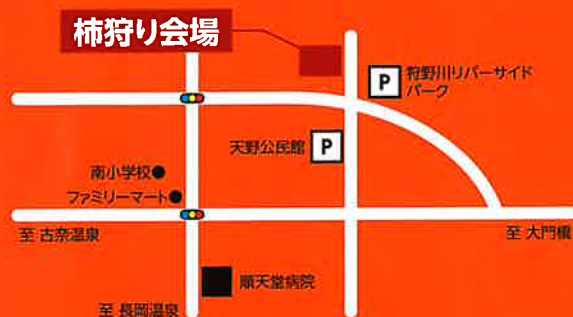 柿狩り会場
P
狩野川リバーサイド
パーク
天野公民館
P
南小学校
ファミリーマート
至 古奈温泉
至 大門橋
順天堂病院
至 長岡温泉